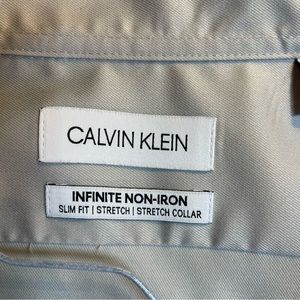 CALVIN KLEIN
INFINITE NON-IRON
SLIM FIT | STRETCH | STRETCH COLLAR